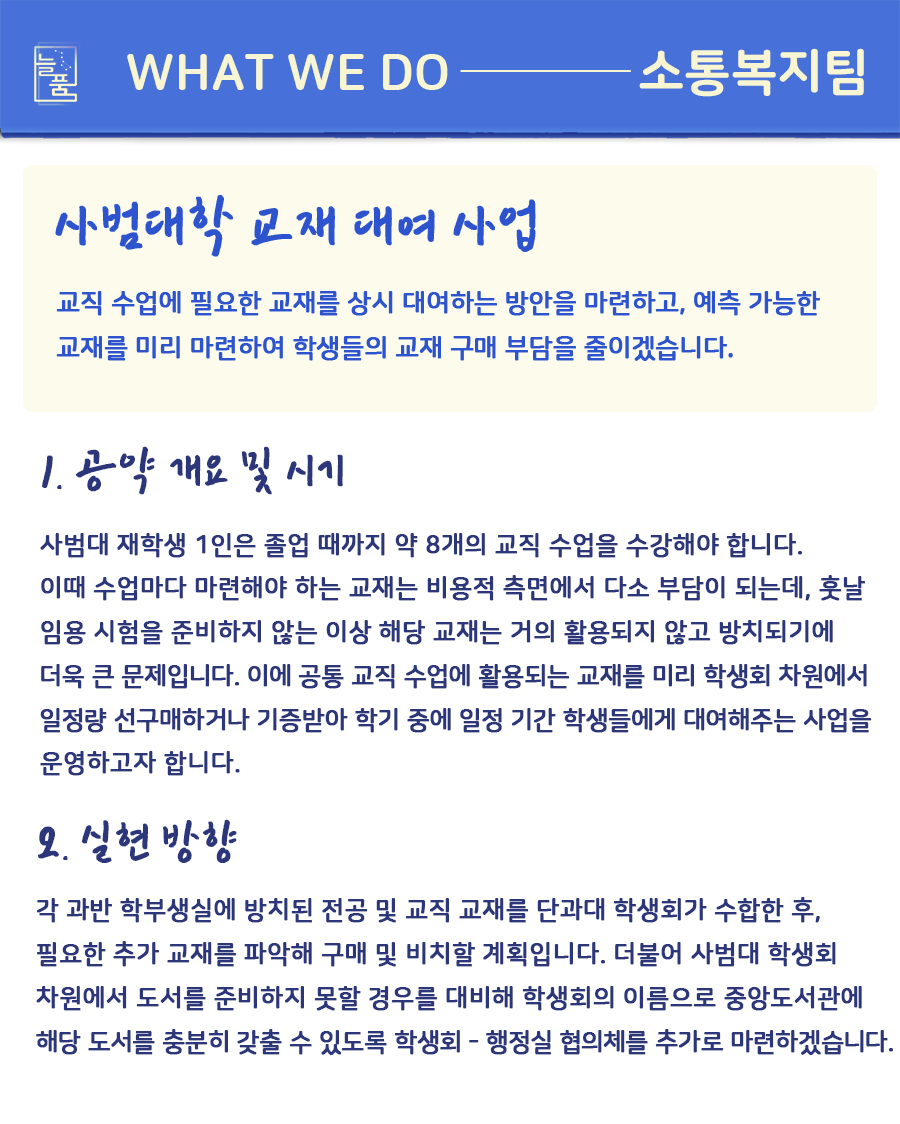 늘품
WHAT WE DO
소통복지팀
사범대학 교재 대여 사업
교직 수업에 필요한 교재를 상시 대여하는 방안을 마련하고, 예측 가능한
교재를 미리 마련하여 학생들의 교재 구매 부담을 줄이겠습니다.
1. 공약 개요 및 시기
사범대 재학생 1인은 졸업 때까지 약 8개의 교직 수업을 수강해야 합니다.
이때 수업마다 마련해야 하는 교재는 비용적 측면에서 다소 부담이 되는데, 훗날
임용 시험을 준비하지 않는 이상 해당 교재는 거의 활용되지 않고 방치되기에
더욱 큰 문제입니다. 이에 공통 교직 수업에 활용되는 교재를 미리 학생회 차원에서
일정량 선구매하거나 기증받아 학기 중에 일정 기간 학생들에게 대여해주는 사업을
운영하고자 합니다.
2. 실현 방향
각 과반 학부생실에 방치된 전공 및 교직 교재를 단과대 학생회가 수합한 후,
필요한 추가 교재를 파악해 구매 및 비치할 계획입니다. 더불어 사범대 학생회
차원에서 도서를 준비하지 못할 경우를 대비해 학생회의 이름으로 중앙도서관에
해당 도서를 충분히 갖출 수 있도록 학생회 - 행정실 협의체를 추가로 마련하겠습니다.